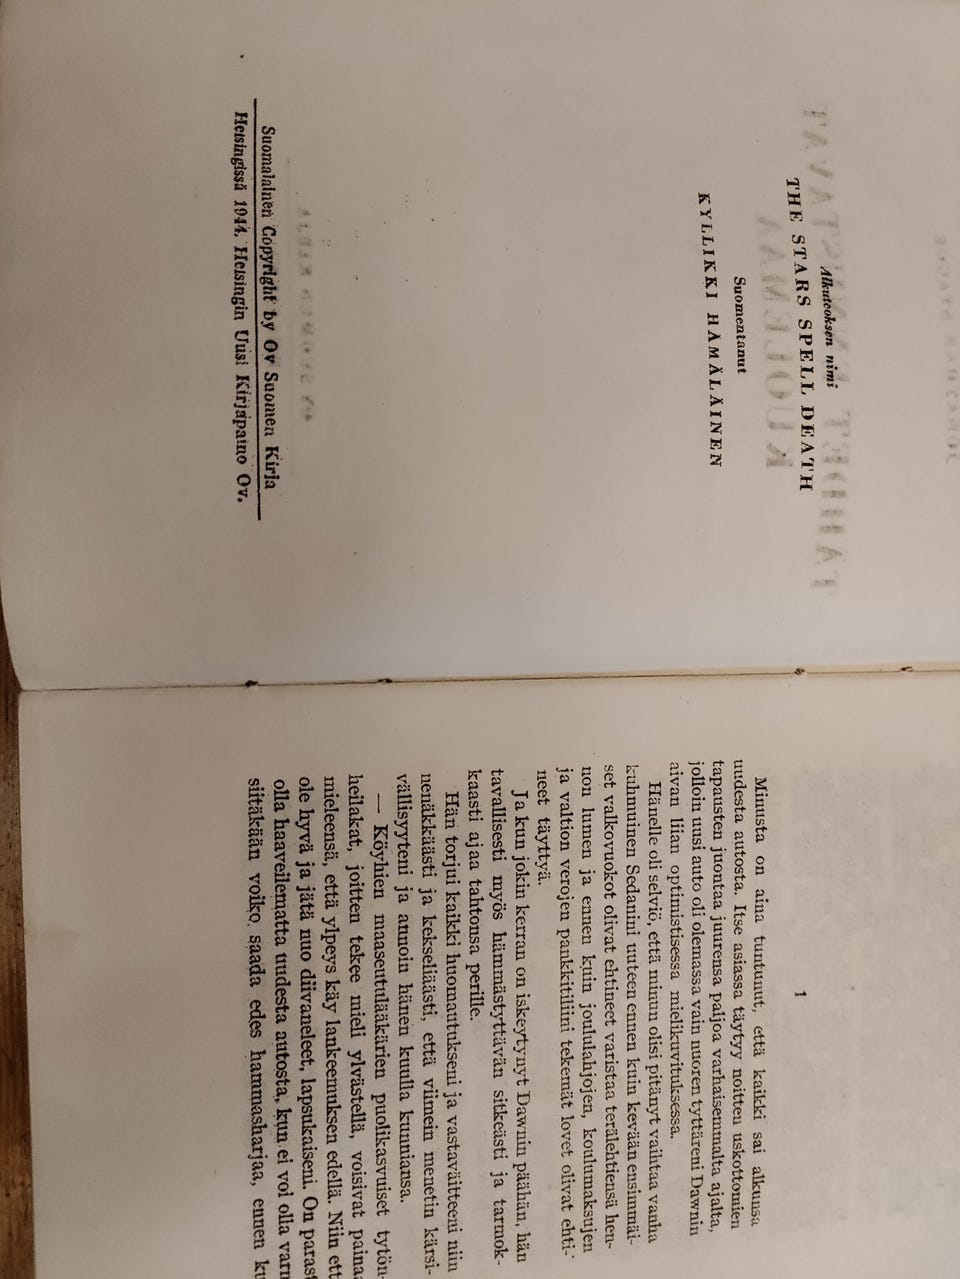 Alkuteoksen nimi
THE STARS SPELL DEATH
Suomentanut
KYLLIKKI HÄMÄLÄINEN
Suomalainen Copyright by Oy Suomen Kirja
Helsingissä 1944. Helsingin Uusi Kirjapaino Oy.
1
Minusta on aina tuntunut, että kaikki sai alkunsa
uudesta autosta. Itse asiassa täytyy noitten uskottomien
tapausten juontaa juurensa paljoa varhaisemmalta ajalta,
jolloin uusi auto oli olemassa vain nuoren tyttäreni Dawnin
aivan liian optimistisessa mielikuvituksessa.
Hänelle oli selviö, että minun olisi pitänyt vaihtaa vanha
kuhmuinen Sedanini uuteen ennen kuin kevään ensimmäi-
set valkovuokot olivat ehtineet varistaa terälehtiensä hen-
non lumen ja ennen kuin joululahjojen, koulumaksujen
ja valtion verojen pankkitiliini tekemät lovet olivat ehti-
neet täyttyä.
Ja kun jokin kerran on iskeytynyt Dawnin päähän, hän
tavallisesti myös hämmästyttävän sitkeästi ja tarmok-
kaasti ajaa tahtonsa perille.
Hän torjui kaikki huomautukseni ja vastaväitteeni niin
nenäkkäästi ja kekseliäästi, että viimein menetin kärsi-
vällisyyteni ja annoin hänen kuulla kunniansa.
— Köyhien maaseutulääkärien puolikasvuiset tytön-
heilakat, joitten tekee mieli ylvästellä, voisivat painaa
mieleensä, että ylpeys käy lankeemuksen edellä. Niin ett
ole hyvä ja jätä nuo diivaneleet, lapsukaiseni. On parast
olla haaveilematta uudesta autosta, kun ei voi olla varn
siitäkään voiko saada edes hammasharjaa, ennen ku